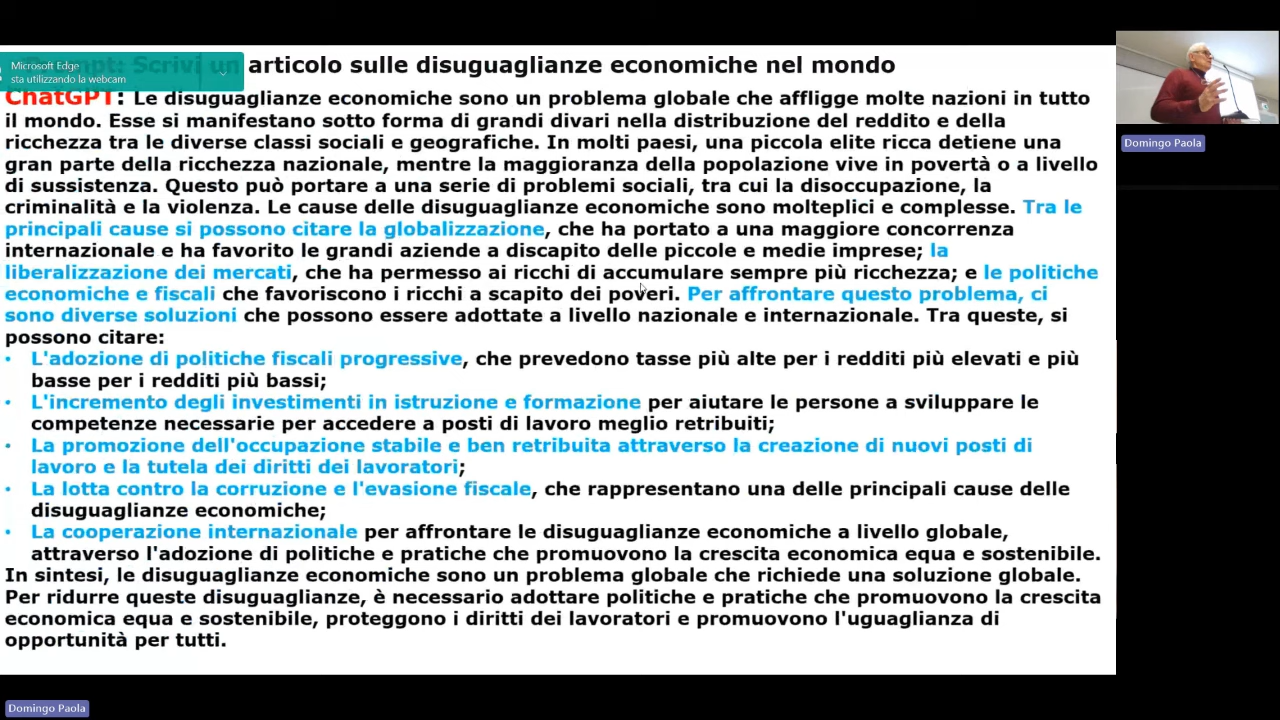 Microsoft Edge
sta utilizzando la webcam
Prompt: Scrivi un articolo sulle disuguaglianze economiche nel mondo
ChatGPT: Le disuguaglianze economiche sono un problema globale che affligge molte nazioni in tutto
il mondo. Esse si manifestano sotto forma di grandi divari nella distribuzione del reddito e della
ricchezza tra le diverse classi sociali e geografiche. In molti paesi, una piccola elite ricca detiene una
gran parte della ricchezza nazionale, mentre la maggioranza della popolazione vive in povertà o a livello
di sussistenza. Questo può portare a una serie di problemi sociali, tra cui la disoccupazione, la
criminalità e la violenza. Le cause delle disuguaglianze economiche sono molteplici e complesse. Tra le
principali cause si possono citare la globalizzazione, che ha portato a una maggiore concorrenza
internazionale e ha favorito le grandi aziende a discapito delle piccole e medie imprese; la
liberalizzazione dei mercati, che ha permesso ai ricchi di accumulare sempre più ricchezza; e le politiche
economiche e fiscali che favoriscono i ricchi a scapito dei poveri. Per affrontare questo problema, ci
sono diverse soluzioni che possono essere adottate a livello nazionale e internazionale. Tra queste, si
possono citare:
• L'adozione di politiche fiscali progressive, che prevedono tasse più alte per i redditi più elevati e più
basse per i redditi più bassi;
• L'incremento degli investimenti in istruzione e formazione per aiutare le persone a sviluppare le
competenze necessarie per accedere a posti di lavoro meglio retribuiti;
• La promozione dell'occupazione stabile e ben retribuita attraverso la creazione di nuovi posti di
lavoro e la tutela dei diritti dei lavoratori;
• La lotta contro la corruzione e l'evasione fiscale, che rappresentano una delle principali cause delle
disuguaglianze economiche;
• La cooperazione internazionale per affrontare le disuguaglianze economiche a livello globale,
attraverso l'adozione di politiche e pratiche che promuovono la crescita economica equa e sostenibile.
In sintesi, le disuguaglianze economiche sono un problema globale che richiede una soluzione globale.
Per ridurre queste disuguaglianze, è necessario adottare politiche e pratiche che promuovono la crescita
economica equa e sostenibile, proteggono i diritti dei lavoratori e promuovono l'uguaglianza di
opportunità per tutti.
Domingo Paola
Domingo Paola